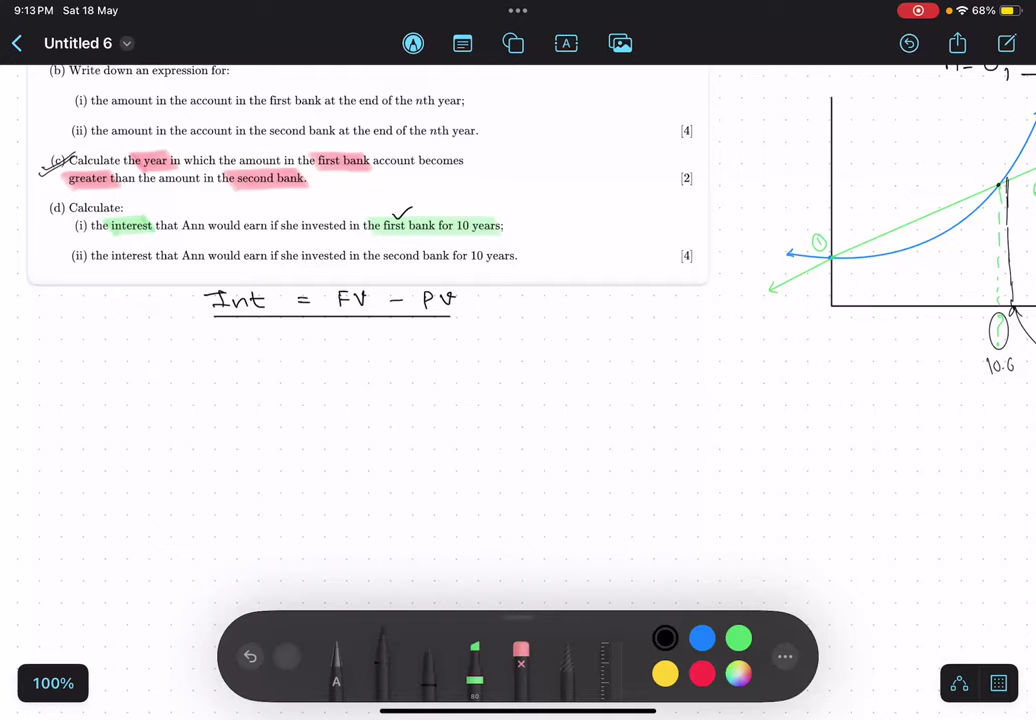 9:13 PM Sat 18 May
68%
Untitled 6
A
(b) Write down an expression for:
(i) the amount in the account in the first bank at the end of the nth year;
(ii) the amount in the account in the second bank at the end of the nth year. [4]
(c) Calculate the year in which the amount in the first bank account becomes
greater than the amount in the second bank. [2]
(d) Calculate:
(i) the interest that Ann would earn if she invested in the first bank for 10 years;
(ii) the interest that Ann would earn if she invested in the second bank for 10 years. [4]
Int = FV - PV
①
?
10.6
A
80
100%